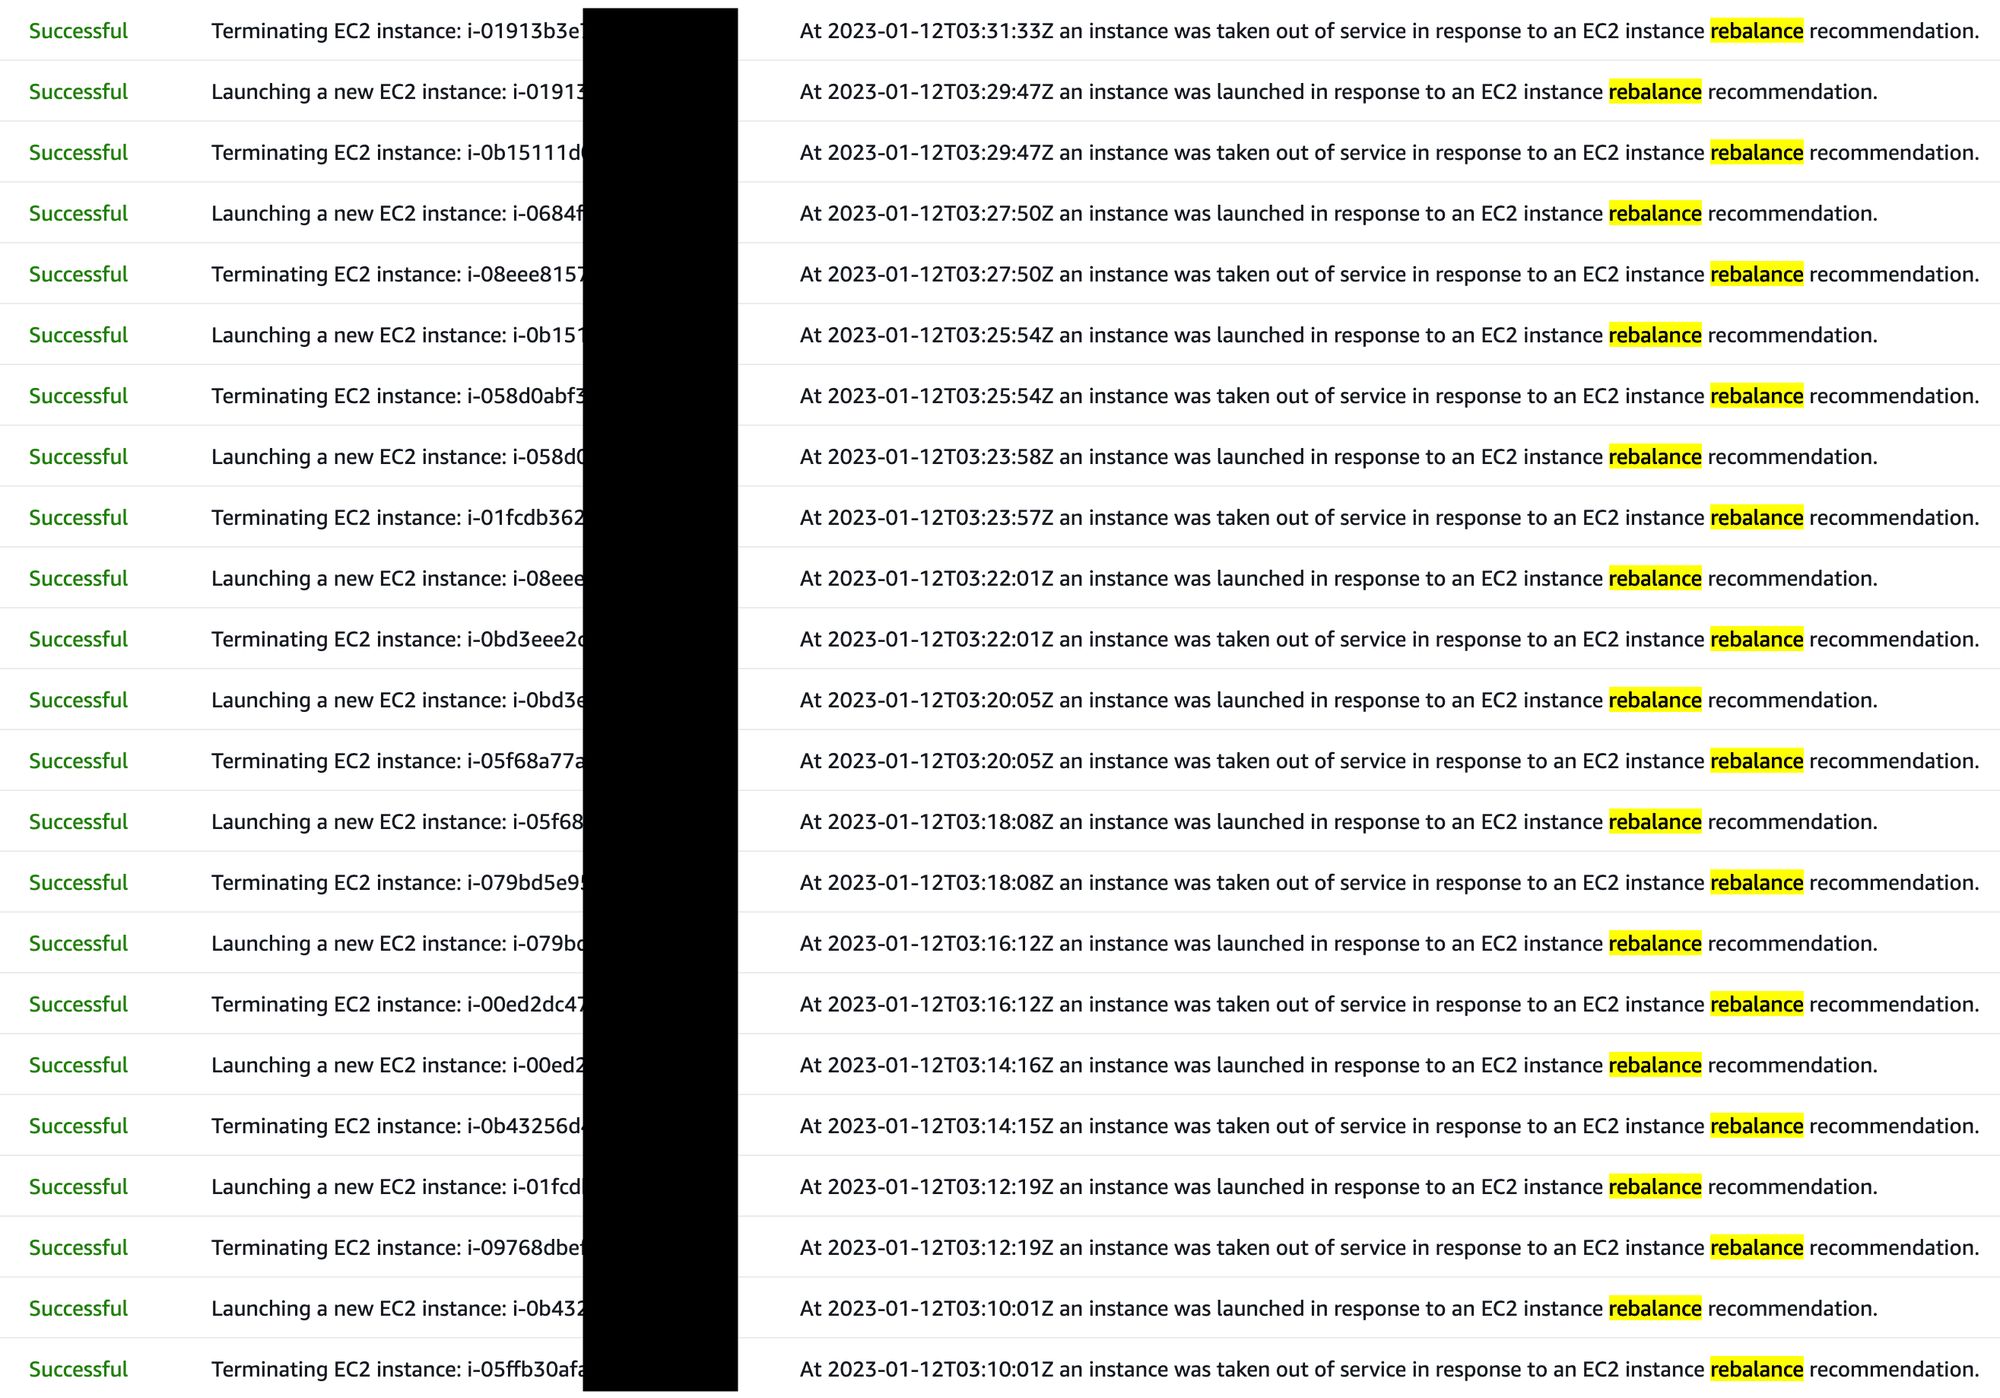 Successful Terminating EC2 instance: i-01913b3e At 2023-01-12T03:31:33Z an instance was taken out of service in response to an EC2 instance rebalance recommendation.
Successful Launching a new EC2 instance: i-01913 At 2023-01-12T03:29:47Z an instance was launched in response to an EC2 instance rebalance recommendation.
Successful Terminating EC2 instance: i-0b15111d At 2023-01-12T03:29:47Z an instance was taken out of service in response to an EC2 instance rebalance recommendation.
Successful Launching a new EC2 instance: i-0684f At 2023-01-12T03:27:50Z an instance was launched in response to an EC2 instance rebalance recommendation.
Successful Terminating EC2 instance: i-08eee8157 At 2023-01-12T03:27:50Z an instance was taken out of service in response to an EC2 instance rebalance recommendation.
Successful Launching a new EC2 instance: i-0b151 At 2023-01-12T03:25:54Z an instance was launched in response to an EC2 instance rebalance recommendation.
Successful Terminating EC2 instance: i-058d0abf3 At 2023-01-12T03:25:54Z an instance was taken out of service in response to an EC2 instance rebalance recommendation.
Successful Launching a new EC2 instance: i-058d0 At 2023-01-12T03:23:58Z an instance was launched in response to an EC2 instance rebalance recommendation.
Successful Terminating EC2 instance: i-01fcdb362 At 2023-01-12T03:23:57Z an instance was taken out of service in response to an EC2 instance rebalance recommendation.
Successful Launching a new EC2 instance: i-08eee At 2023-01-12T03:22:01Z an instance was launched in response to an EC2 instance rebalance recommendation.
Successful Terminating EC2 instance: i-0bd3eee2 At 2023-01-12T03:22:01Z an instance was taken out of service in response to an EC2 instance rebalance recommendation.
Successful Launching a new EC2 instance: i-0bd3e At 2023-01-12T03:20:05Z an instance was launched in response to an EC2 instance rebalance recommendation.
Successful Terminating EC2 instance: i-05f68a77a At 2023-01-12T03:20:05Z an instance was taken out of service in response to an EC2 instance rebalance recommendation.
Successful Launching a new EC2 instance: i-05f68 At 2023-01-12T03:18:08Z an instance was launched in response to an EC2 instance rebalance recommendation.
Successful Terminating EC2 instance: i-079bd5e9 At 2023-01-12T03:18:08Z an instance was taken out of service in response to an EC2 instance rebalance recommendation.
Successful Launching a new EC2 instance: i-079b At 2023-01-12T03:16:12Z an instance was launched in response to an EC2 instance rebalance recommendation.
Successful Terminating EC2 instance: i-00ed2dc47 At 2023-01-12T03:16:12Z an instance was taken out of service in response to an EC2 instance rebalance recommendation.
Successful Launching a new EC2 instance: i-00ed2 At 2023-01-12T03:14:16Z an instance was launched in response to an EC2 instance rebalance recommendation.
Successful Terminating EC2 instance: i-0b43256d At 2023-01-12T03:14:15Z an instance was taken out of service in response to an EC2 instance rebalance recommendation.
Successful Launching a new EC2 instance: i-01fcd At 2023-01-12T03:12:19Z an instance was launched in response to an EC2 instance rebalance recommendation.
Successful Terminating EC2 instance: i-09768dbe At 2023-01-12T03:12:19Z an instance was taken out of service in response to an EC2 instance rebalance recommendation.
Successful Launching a new EC2 instance: i-0b432 At 2023-01-12T03:10:01Z an instance was launched in response to an EC2 instance rebalance recommendation.
Successful Terminating EC2 instance: i-05ffb30afa At 2023-01-12T03:10:01Z an instance was taken out of service in response to an EC2 instance rebalance recommendation.